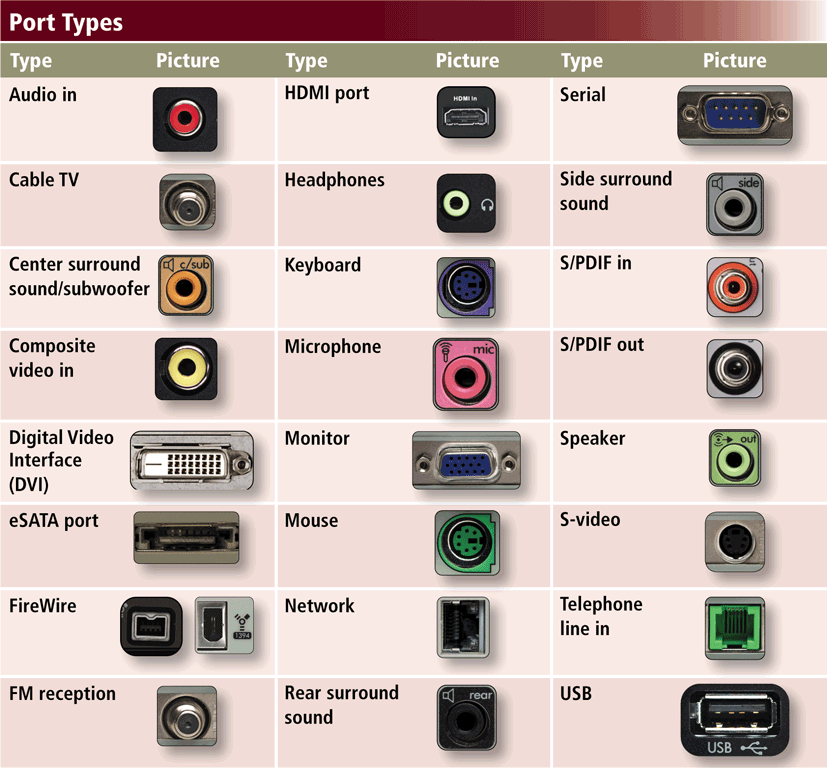 Port Types
Type Picture Type Picture Type Picture
Audio in
HDMI port
HDMI In
Serial
Cable TV
Headphones
Side surround
sound
side
Center surround
sound/subwoofer
c/sub
Keyboard
S/PDIF in
Composite
video in
Microphone
mic
S/PDIF out
Digital Video
Interface
(DVI)
Monitor
Speaker
out
eSATA port
Mouse
S-video
FireWire
1394
Network
Telephone
line in
FM reception
Rear surround
sound
rear
USB
USB